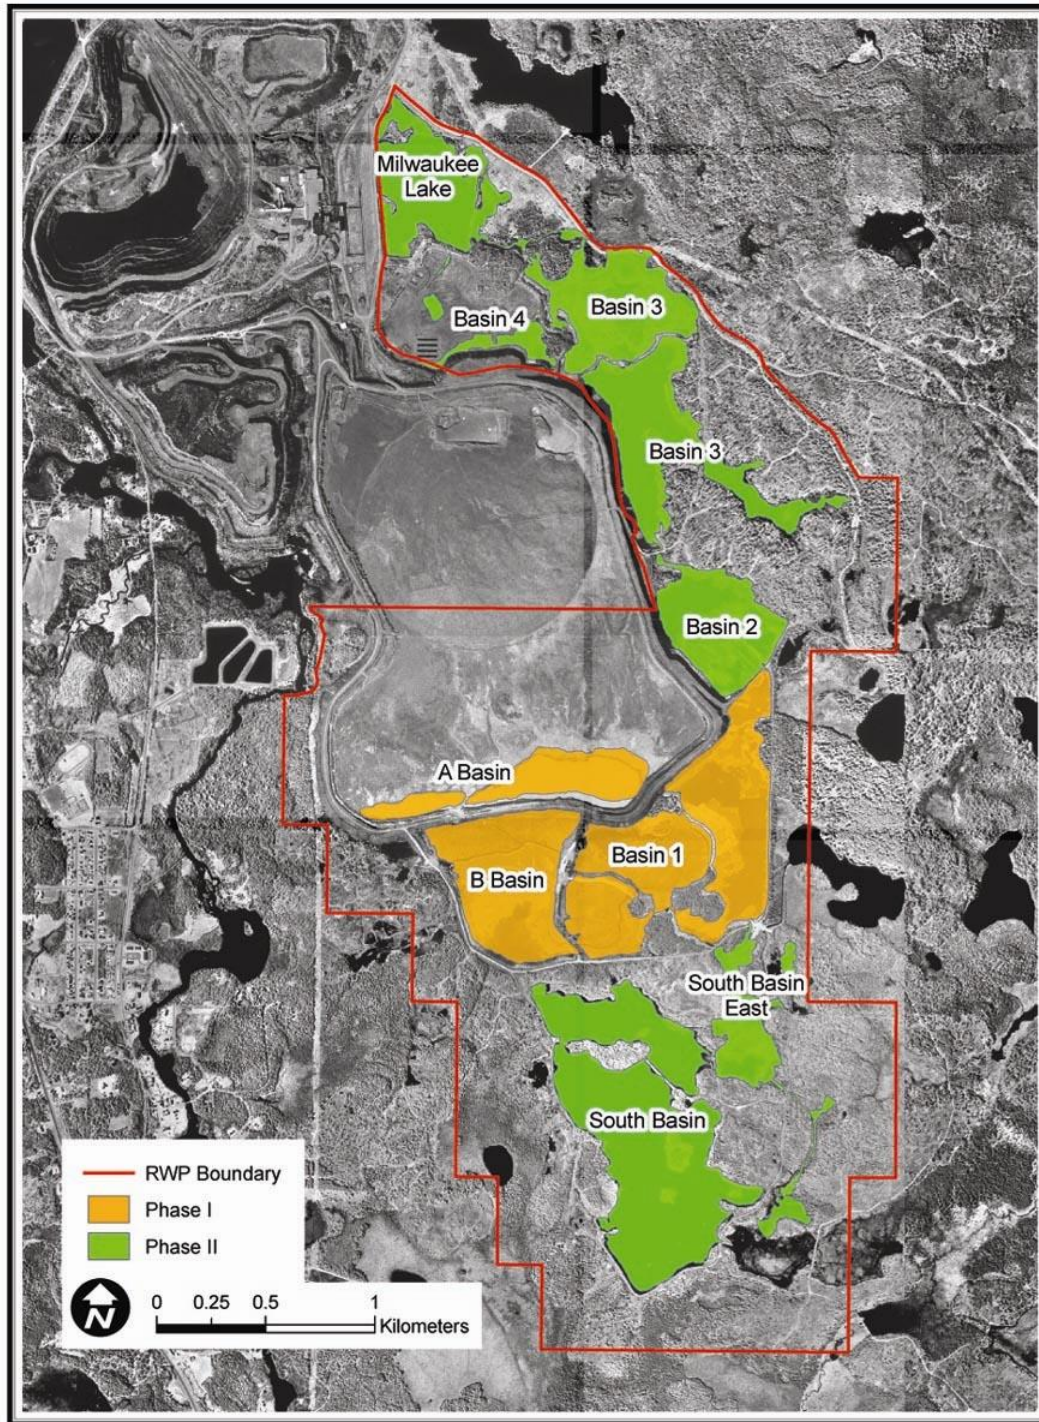 Milwaukee
Lake
Basin 3
Basin 4
Basin 3
Basin 2
A Basin
Basin 1
B Basin
South Basin
East
South Basin
RWP Boundary
Phase I
Phase II
N
0 0.25 0.5 1
Kilometers